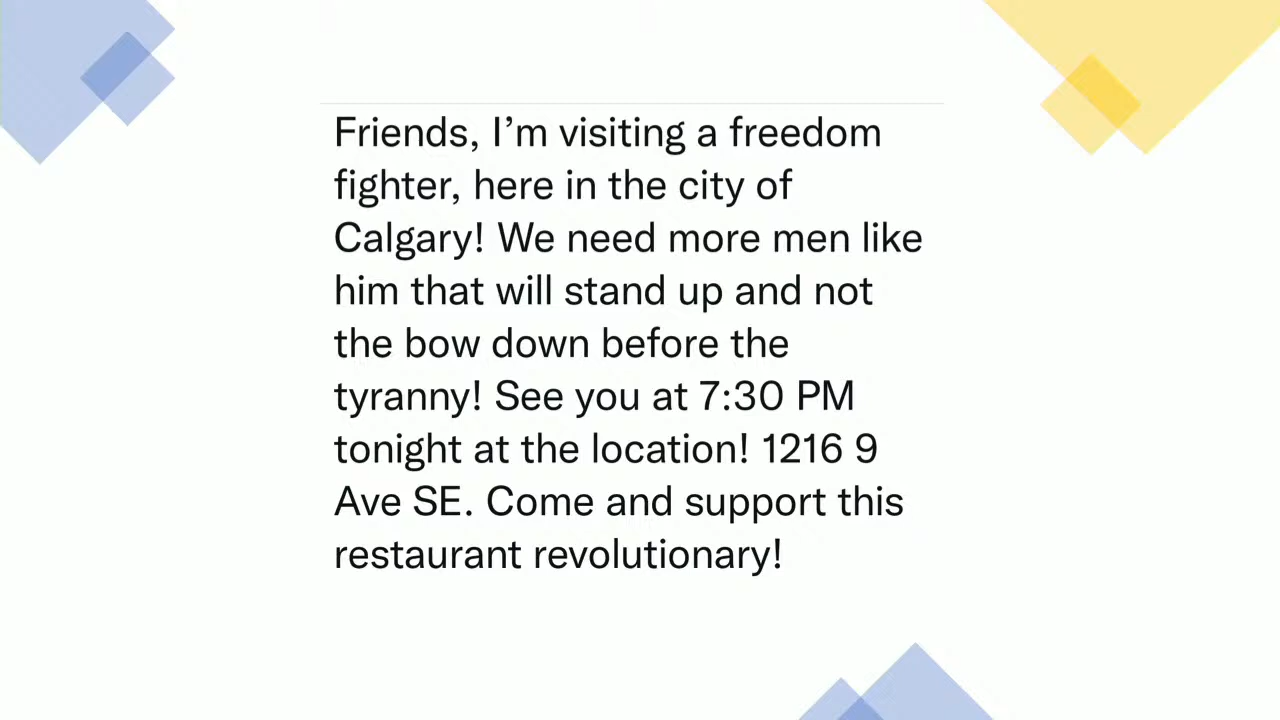 Friends, I’m visiting a freedom
fighter, here in the city of
Calgary! We need more men like
him that will stand up and not
the bow down before the
tyranny! See you at 7:30 PM
tonight at the location! 1216 9
Ave SE. Come and support this
restaurant revolutionary!